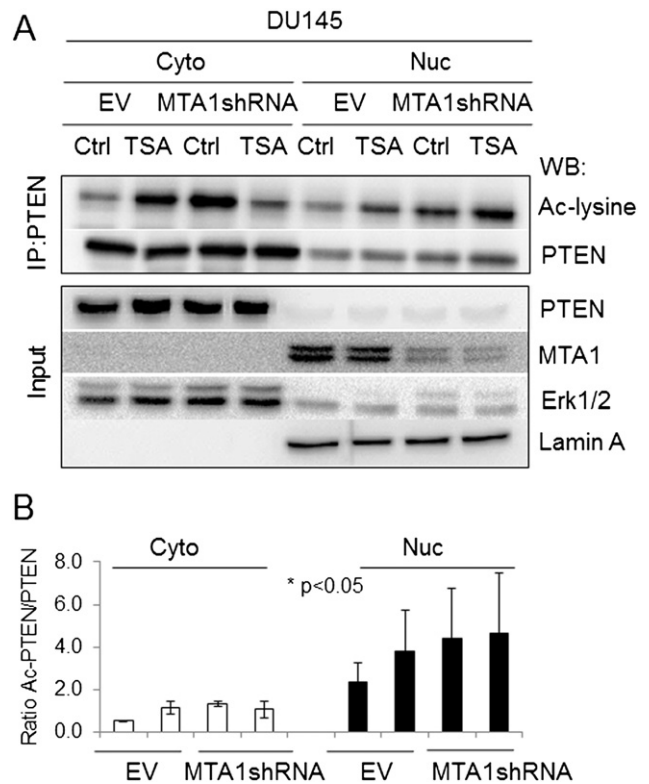 A
DU145
Cyto Nuc
EV MTA1shRNA EV MTA1shRNA
Ctrl TSA Ctrl TSA Ctrl TSA Ctrl TSA
WB:
IP:PTEN
Ac-lysine
PTEN
Input
PTEN
MTA1
Erk1/2
Lamin A
B
Ratio Ac-PTEN/PTEN
8.0
6.0
4.0
2.0
0.0
Cyto Nuc
* p<0.05
EV MTA1shRNA EV MTA1shRNA